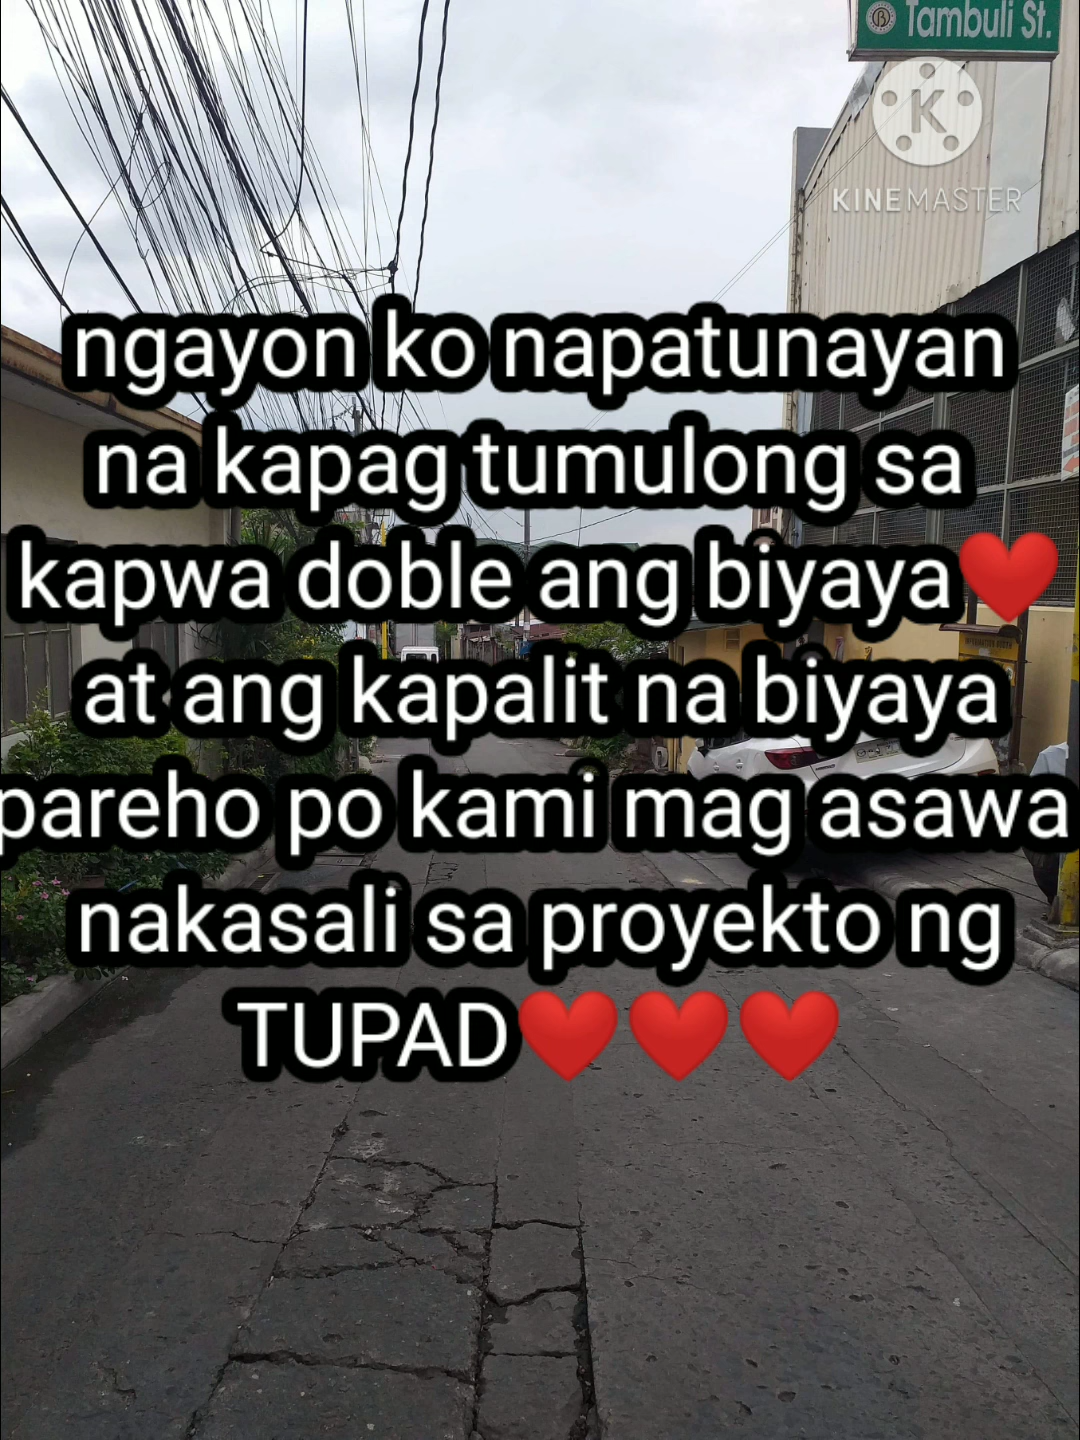 Tambuli St.
KINEMASTER
ngayon ko napatunayan
na kapag tumulong sa
kapwa doble ang biyaya❤️
at ang kapalit na biyaya
pareho po kami mag asawa
nakasali sa proyekto ng
TUPAD❤️❤️❤️